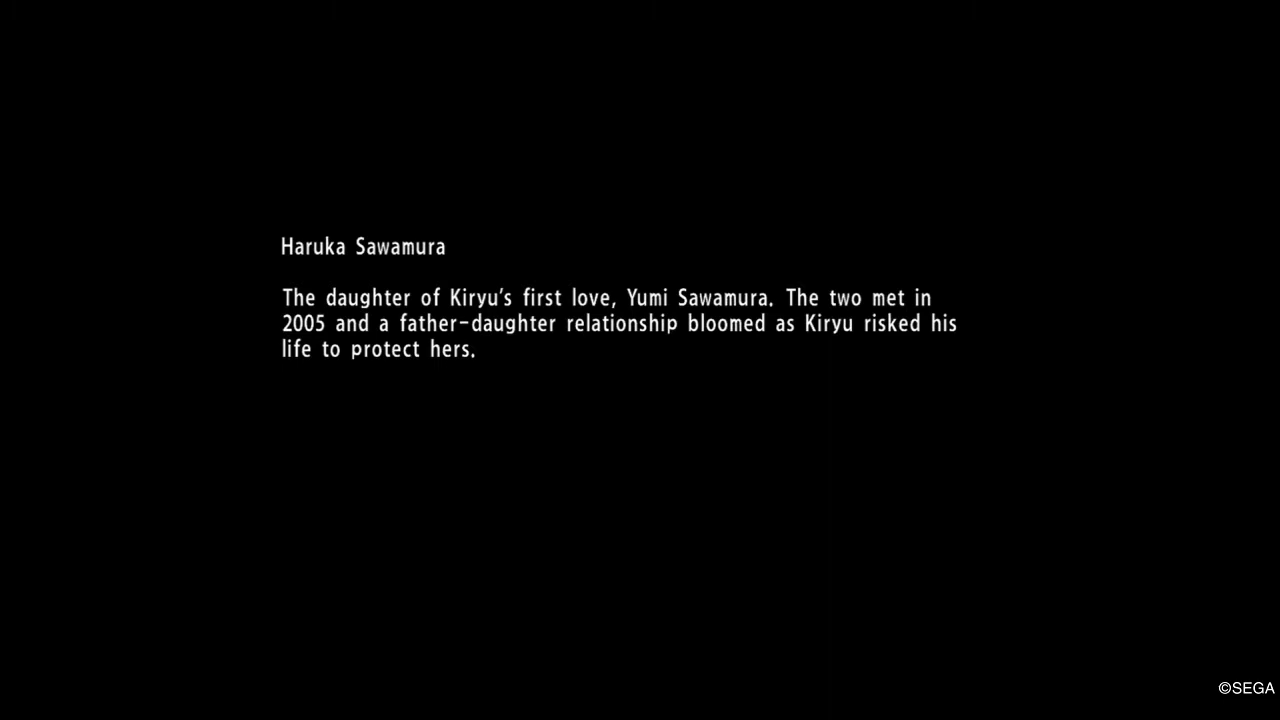 Haruka Sawamura
The daughter of Kiryu's first love, Yumi Sawamura. The two met in
2005 and a father-daughter relationship bloomed as Kiryu risked his
life to protect hers.
©SEGA